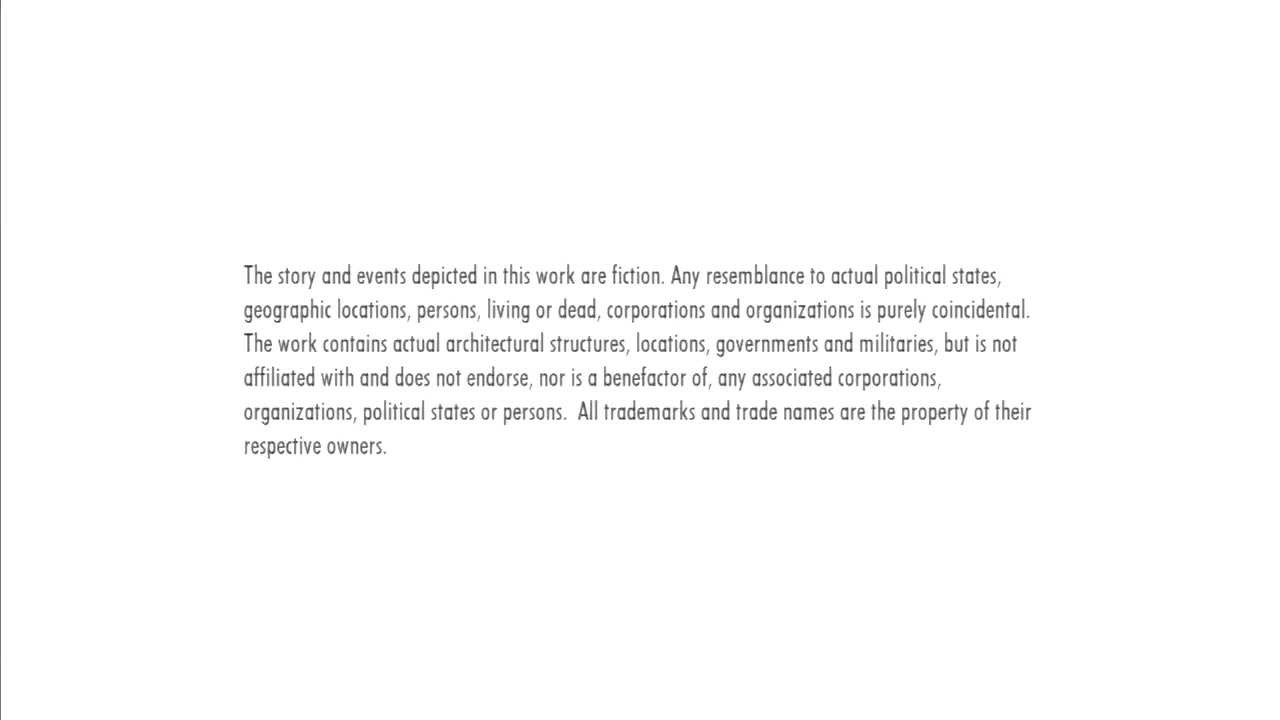 The story and events depicted in this work are fiction. Any resemblance to actual political states,
geographic locations, persons, living or dead, corporations and organizations is purely coincidental.
The work contains actual architectural structures, locations, governments and militaries, but is not
affiliated with and does not endorse, nor is a benefactor of, any associated corporations,
organizations, political states or persons.  All trademarks and trade names are the property of their
respective owners.